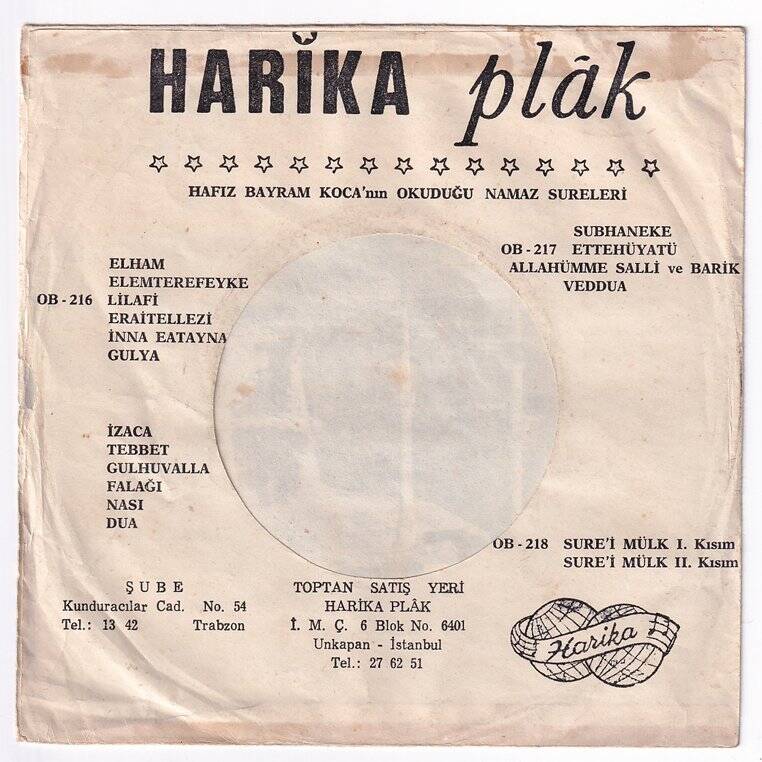 HARİKA plâk
HAFIZ BAYRAM KOCA'nın OKUDUĞU NAMAZ SURELERİ
ELHAM
ELEMTEREFEYKE
OB - 216 LİLAFİ
ERAİTELLEZİ
İNNA EATAYNA
GULYA
İZACA
TEBBET
GULHUVALLA
FALAĞI
NASI
DUA
SUBHANEKE
OB - 217 ETTEHÜYATÜ
ALLAHÜMME SALLİ ve BARİK
VEDDUA
OB - 218 SURE'İ MÜLK I. Kısım
SURE'İ MÜLK II. Kısım
ŞUBE
Kunduracılar Cad. No. 54
Tel.: 13 42 Trabzon
TOPTAN SATIŞ YERİ
HARİKA PLÂK
İ. M. Ç. 6 Blok No. 6401
Unkapan - İstanbul
Tel.: 27 62 51
Harika